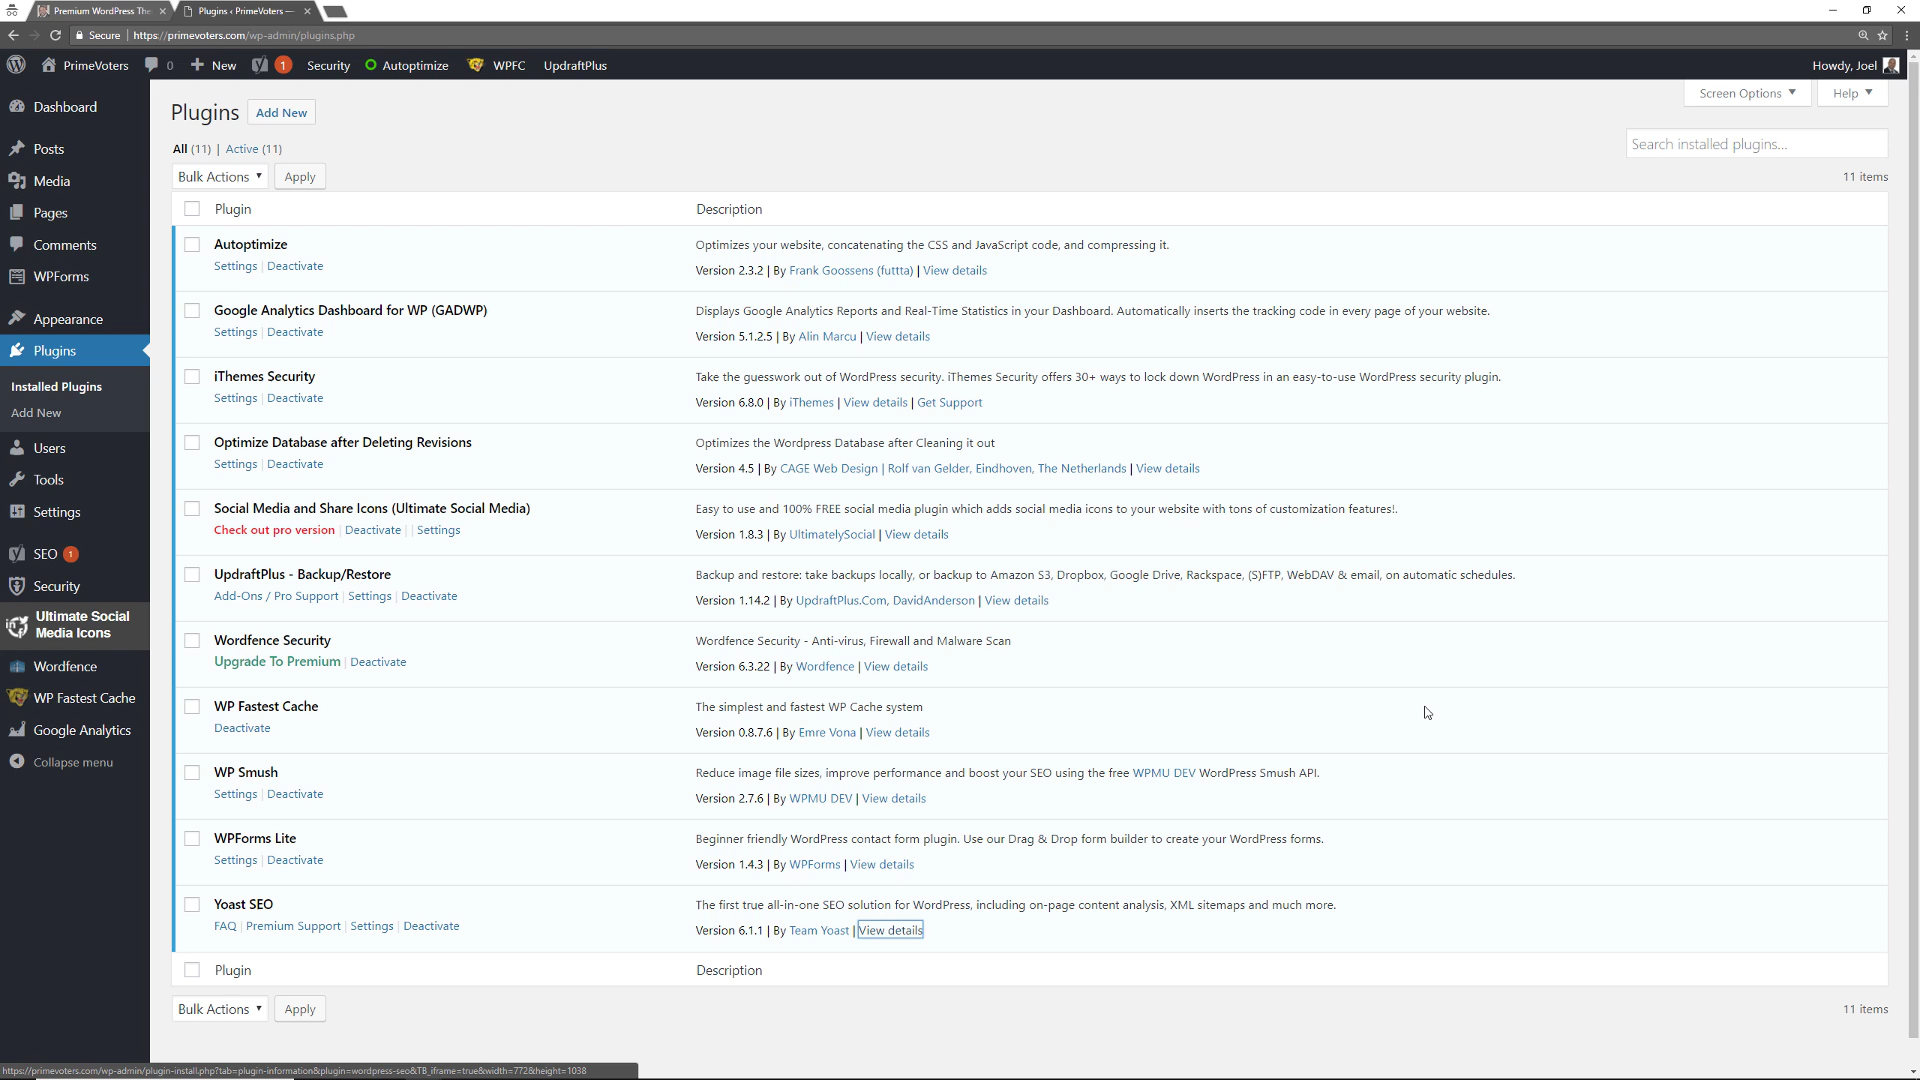 Premium WordPress The
Plugins ‹ PrimeVoters —
Secure | https://primevoters.com/wp-admin/plugins.php
PrimeVoters 0 New 1 Security Autoptimize WPFC UpdraftPlus Howdy, Joel
Screen Options Help
Plugins Add New
All (11) | Active (11)
Search installed plugins...
Bulk Actions Apply 11 items
Dashboard
Posts
Media
Pages
Comments
WPForms
Appearance
Plugins
Installed Plugins
Add New
Users
Tools
Settings
SEO 1
Security
Ultimate Social
Media Icons
Wordfence
WP Fastest Cache
Google Analytics
Collapse menu
Plugin Description
Autoptimize
Settings | Deactivate
Optimizes your website, concatenating the CSS and JavaScript code, and compressing it.
Version 2.3.2 | By Frank Goossens (futtta) | View details
Google Analytics Dashboard for WP (GADWP)
Settings | Deactivate
Displays Google Analytics Reports and Real-Time Statistics in your Dashboard. Automatically inserts the tracking code in every page of your website.
Version 5.1.2.5 | By Alin Marcu | View details
iThemes Security
Settings | Deactivate
Take the guesswork out of WordPress security. iThemes Security offers 30+ ways to lock down WordPress in an easy-to-use WordPress security plugin.
Version 6.8.0 | By iThemes | View details | Get Support
Optimize Database after Deleting Revisions
Settings | Deactivate
Optimizes the Wordpress Database after Cleaning it out
Version 4.5 | By CAGE Web Design | Rolf van Gelder, Eindhoven, The Netherlands | View details
Social Media and Share Icons (Ultimate Social Media)
Check out pro version | Deactivate | | Settings
Easy to use and 100% FREE social media plugin which adds social media icons to your website with tons of customization features!.
Version 1.8.3 | By UltimatelySocial | View details
UpdraftPlus - Backup/Restore
Add-Ons / Pro Support | Settings | Deactivate
Backup and restore: take backups locally, or backup to Amazon S3, Dropbox, Google Drive, Rackspace, (S)FTP, WebDAV & email, on automatic schedules.
Version 1.14.2 | By UpdraftPlus.Com, DavidAnderson | View details
Wordfence Security
Upgrade To Premium | Deactivate
Wordfence Security - Anti-virus, Firewall and Malware Scan
Version 6.3.22 | By Wordfence | View details
WP Fastest Cache
Deactivate
The simplest and fastest WP Cache system
Version 0.8.7.6 | By Emre Vona | View details
WP Smush
Settings | Deactivate
Reduce image file sizes, improve performance and boost your SEO using the free WPMU DEV WordPress Smush API.
Version 2.7.6 | By WPMU DEV | View details
WPForms Lite
Settings | Deactivate
Beginner friendly WordPress contact form plugin. Use our Drag & Drop form builder to create your WordPress forms.
Version 1.4.3 | By WPForms | View details
Yoast SEO
FAQ | Premium Support | Settings | Deactivate
The first true all-in-one SEO solution for WordPress, including on-page content analysis, XML sitemaps and much more.
Version 6.1.1 | By Team Yoast | View details
Plugin Description
Bulk Actions Apply 11 items
https://primevoters.com/wp-admin/plugin-install.php?tab=plugin-information&plugin=wordpress-seo&TB_iframe=true&width=772&height=1038